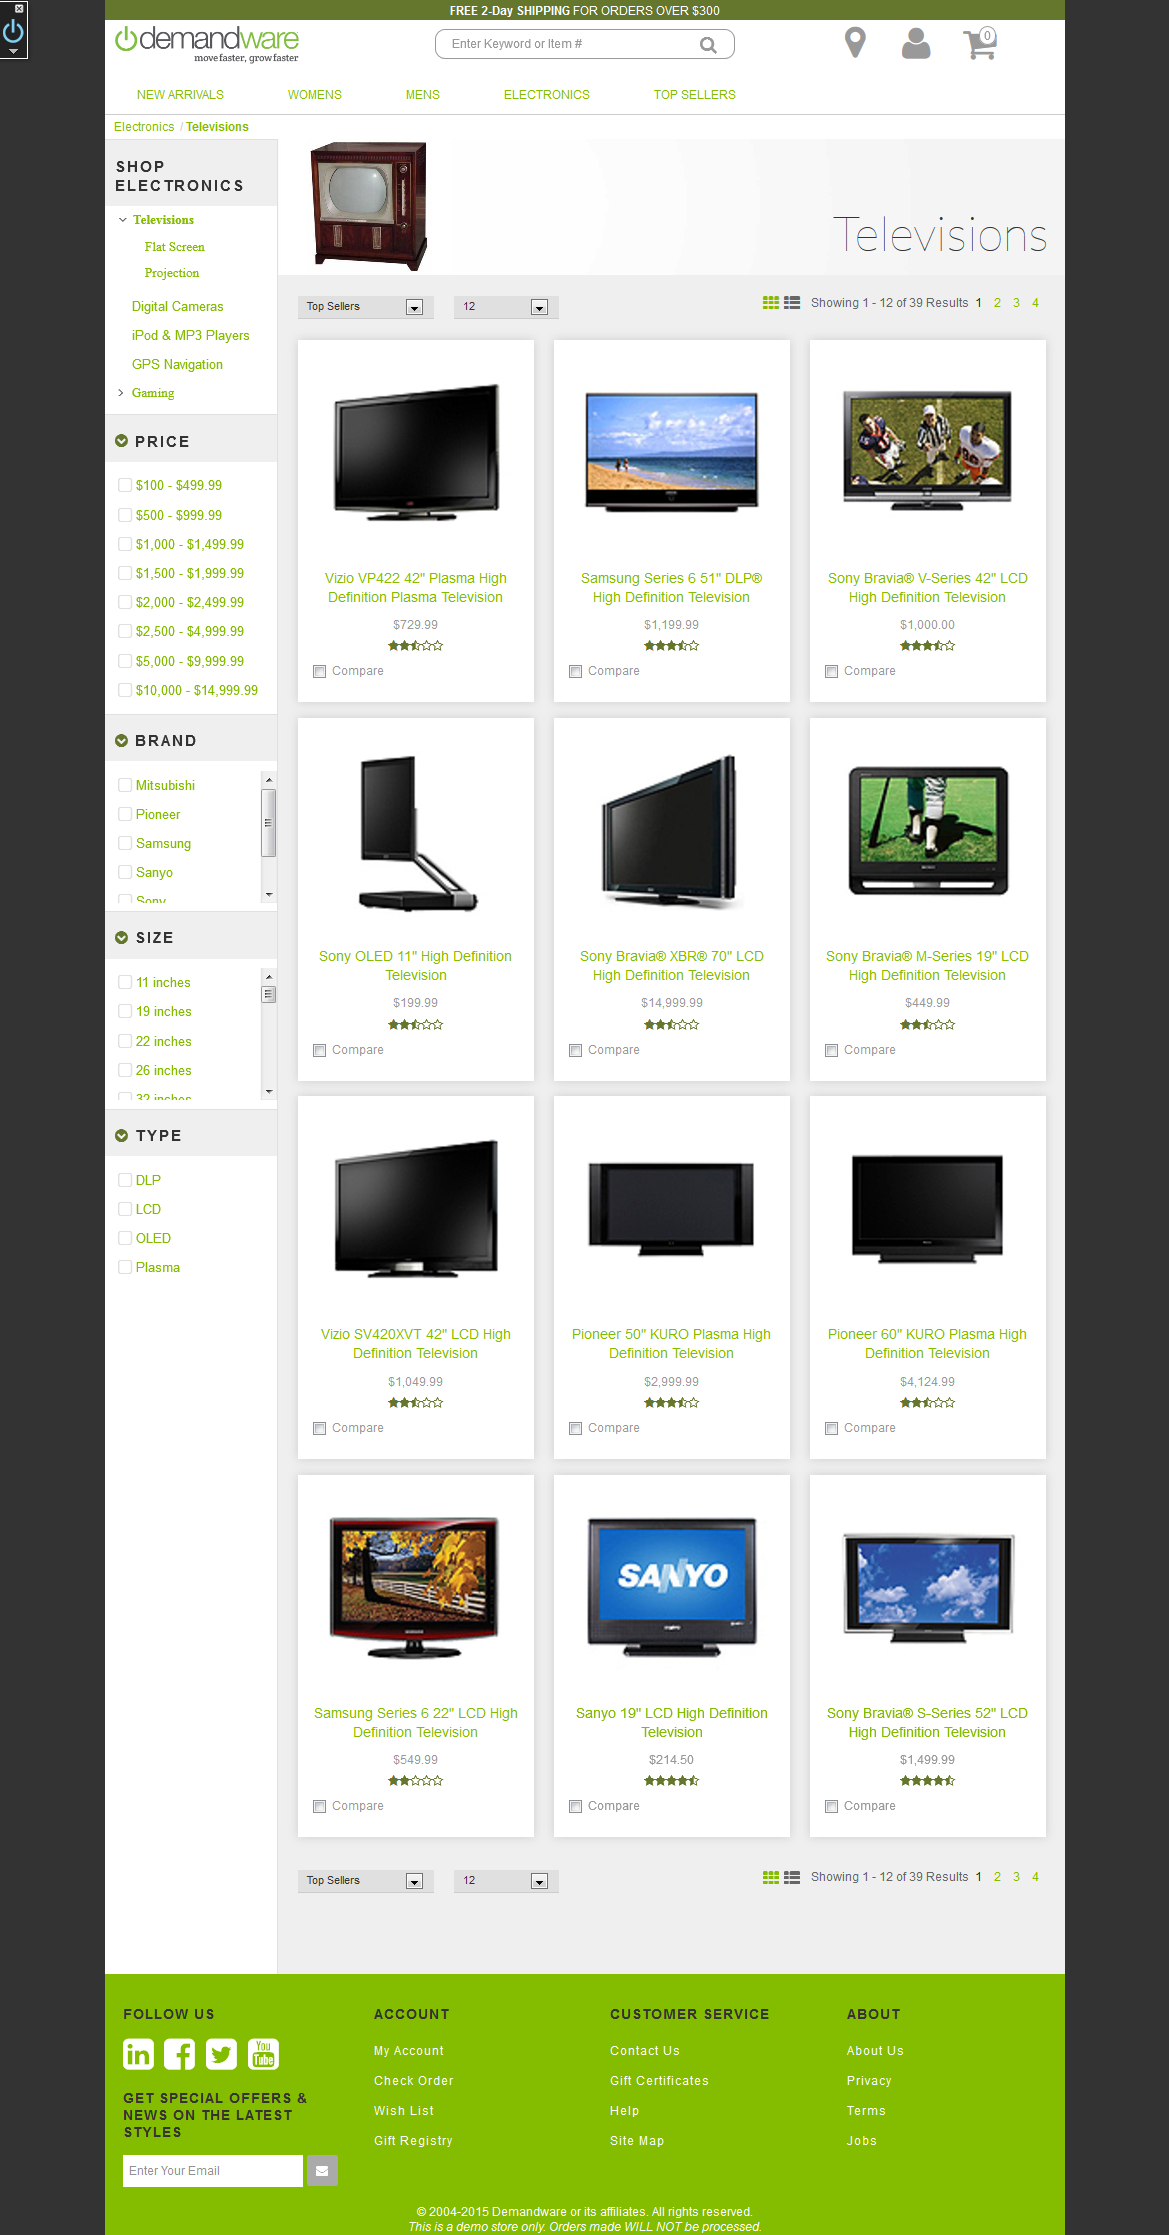 FREE 2-Day SHIPPING FOR ORDERS OVER $300
demandware
move faster, grow faster
Enter Keyword or Item #
0
NEW ARRIVALS
WOMENS
MENS
ELECTRONICS
TOP SELLERS
Electronics / Televisions
SHOP
ELECTRONICS
Televisions
Flat Screen
Projection
Digital Cameras
iPod & MP3 Players
GPS Navigation
Gaming
PRICE
$100 - $499.99
$500 - $999.99
$1,000 - $1,499.99
$1,500 - $1,999.99
$2,000 - $2,499.99
$2,500 - $4,999.99
$5,000 - $9,999.99
$10,000 - $14,999.99
BRAND
Mitsubishi
Pioneer
Samsung
Sanyo
Sony
SIZE
11 inches
19 inches
22 inches
26 inches
32 inches
TYPE
DLP
LCD
OLED
Plasma
Televisions
Top Sellers
12
Showing 1 - 12 of 39 Results 1 2 3 4
Vizio VP422 42" Plasma High
Definition Plasma Television
$729.99
Compare
Samsung Series 6 51" DLP®
High Definition Television
$1,199.99
Compare
Sony Bravia® V-Series 42" LCD
High Definition Television
$1,000.00
Compare
Sony OLED 11" High Definition
Television
$199.99
Compare
Sony Bravia® XBR® 70" LCD
High Definition Television
$14,999.99
Compare
Sony Bravia® M-Series 19" LCD
High Definition Television
$449.99
Compare
Vizio SV420XVT 42" LCD High
Definition Television
$1,049.99
Compare
Pioneer 50" KURO Plasma High
Definition Television
$2,999.99
Compare
Pioneer 60" KURO Plasma High
Definition Television
$4,124.99
Compare
Samsung Series 6 22" LCD High
Definition Television
$549.99
Compare
SANYO
Sanyo 19" LCD High Definition
Television
$214.50
Compare
Sony Bravia® S-Series 52" LCD
High Definition Television
$1,499.99
Compare
Top Sellers
12
Showing 1 - 12 of 39 Results 1 2 3 4
FOLLOW US
in
You
Tube
GET SPECIAL OFFERS &
NEWS ON THE LATEST
STYLES
Enter Your Email
ACCOUNT
My Account
Check Order
Wish List
Gift Registry
CUSTOMER SERVICE
Contact Us
Gift Certificates
Help
Site Map
ABOUT
About Us
Privacy
Terms
Jobs
© 2004-2015 Demandware or its affiliates. All rights reserved.
This is a demo store only. Orders made WILL NOT be processed.